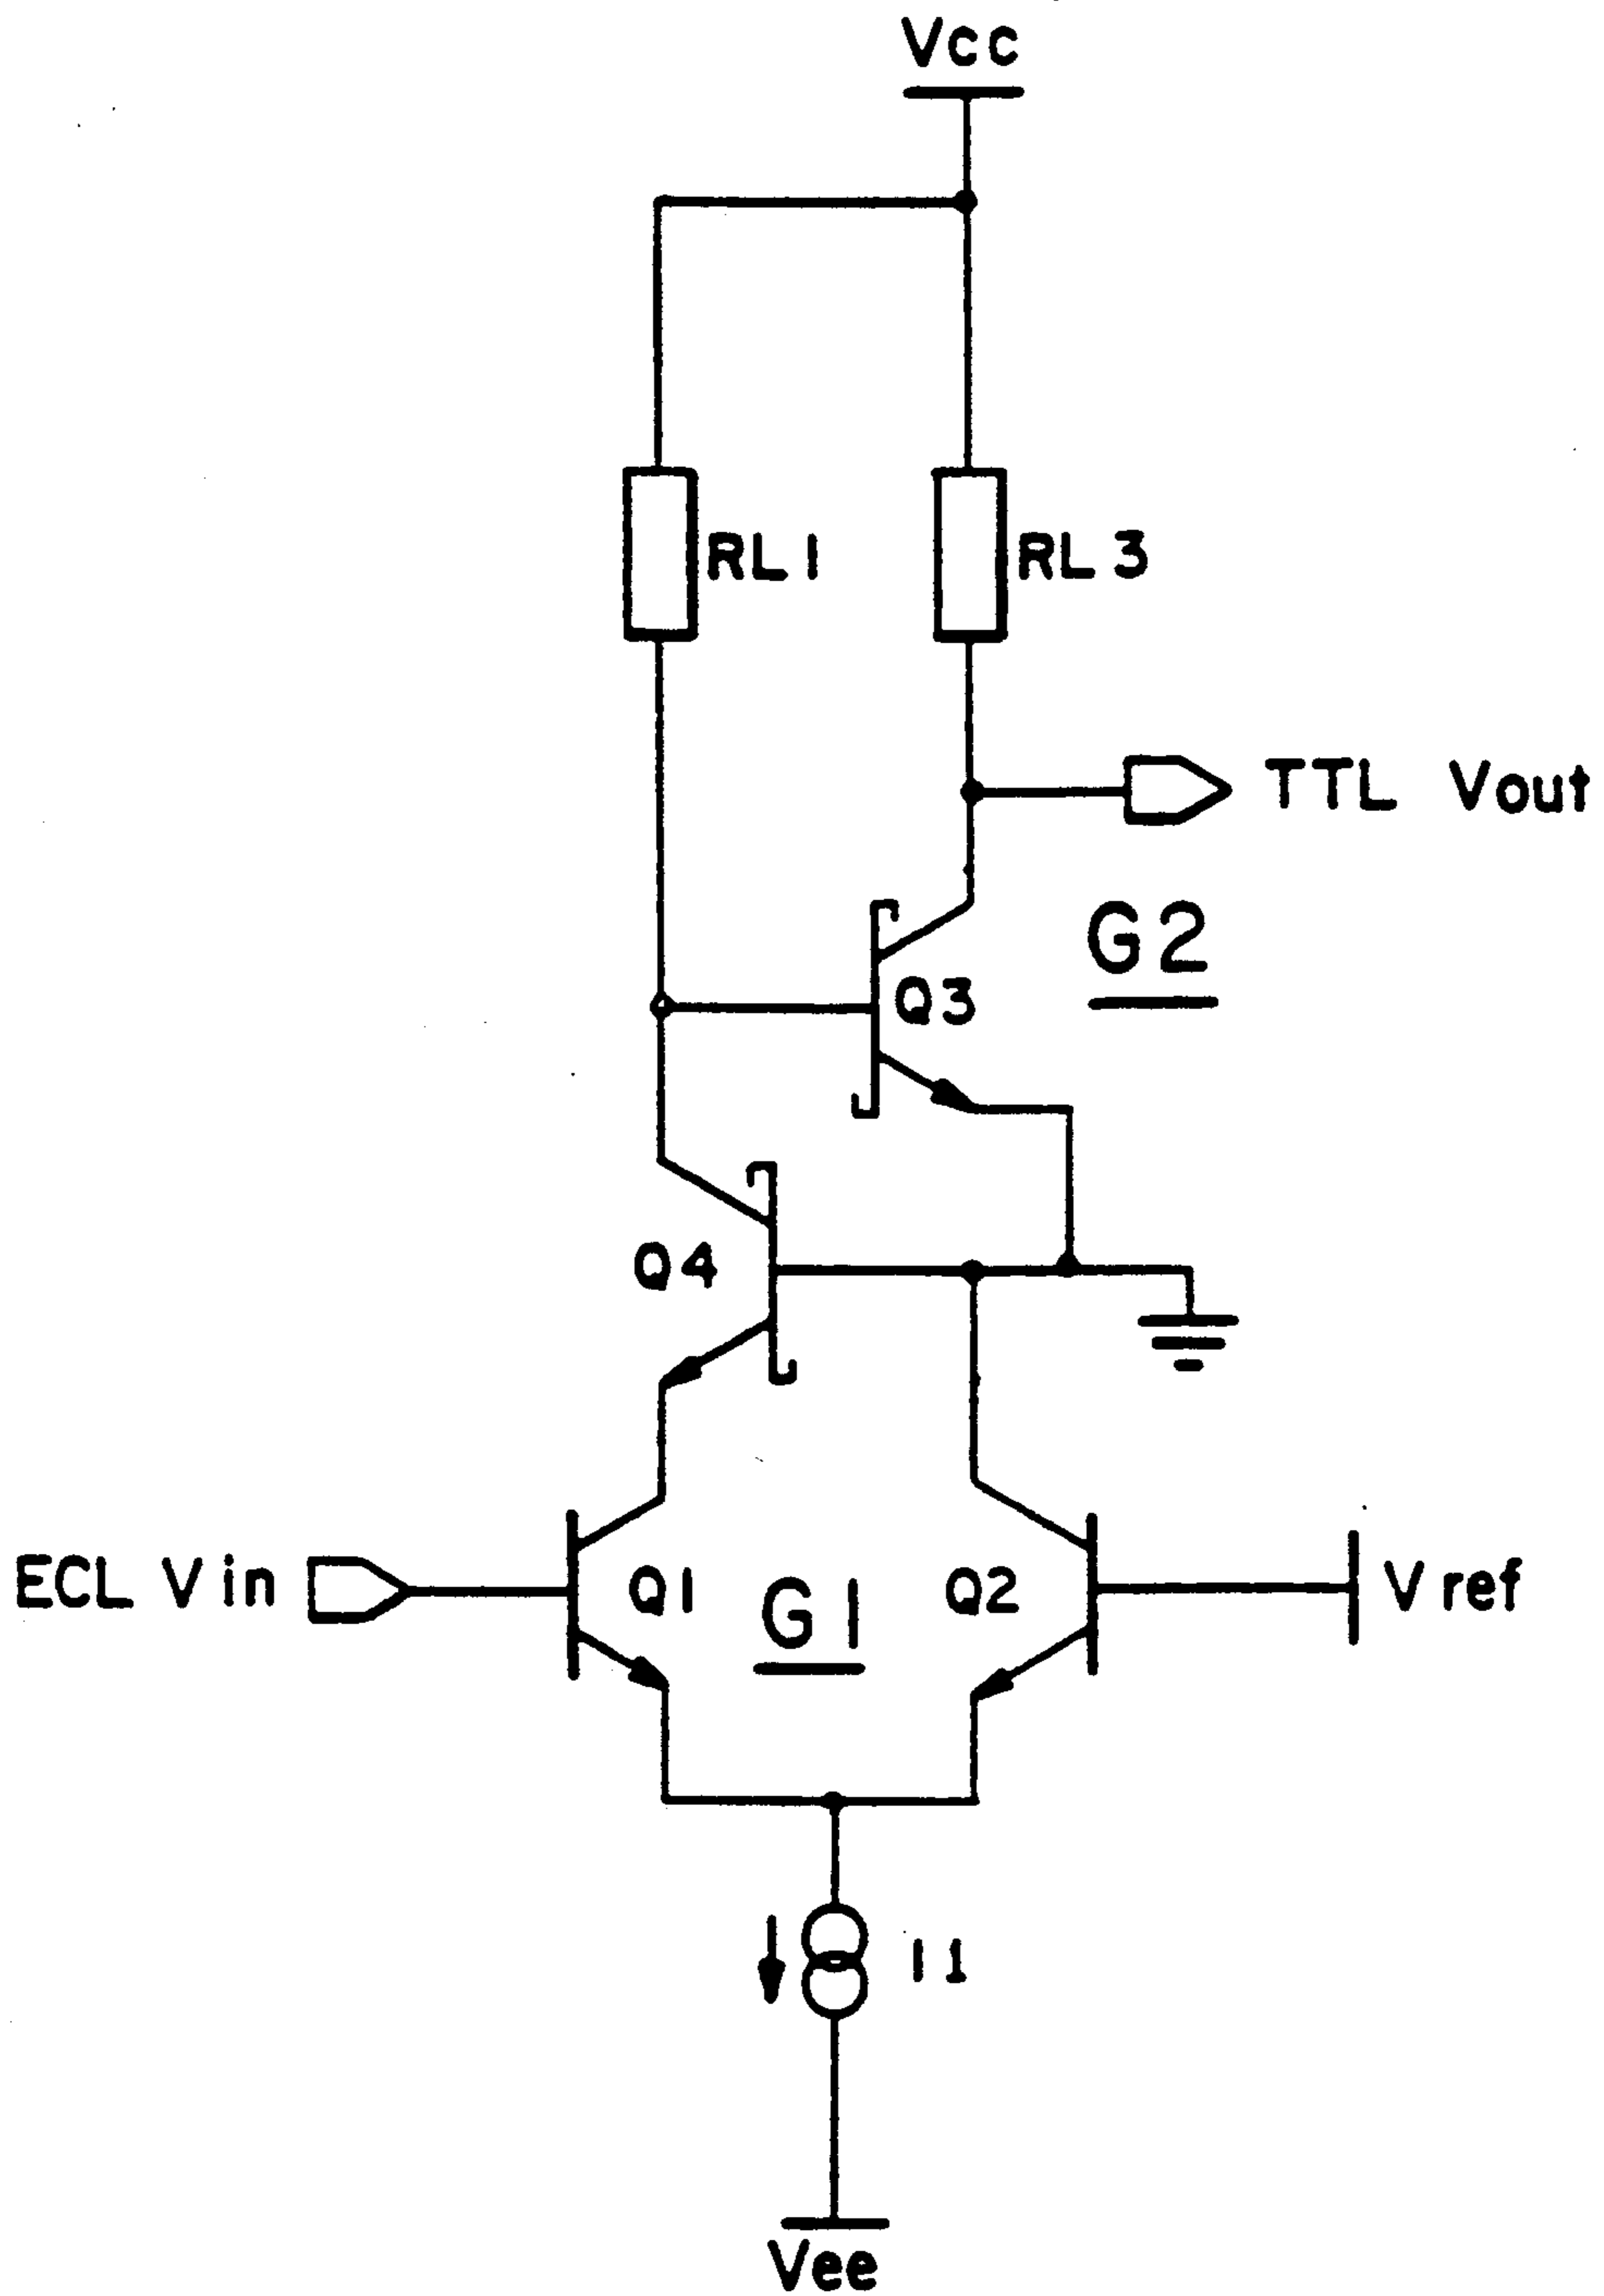 Vcc
RL1
RL3
TTL Vout
G2
Q3
Q4
ECL Vin
Q1
G1
Q2
Vref
I1
Vee